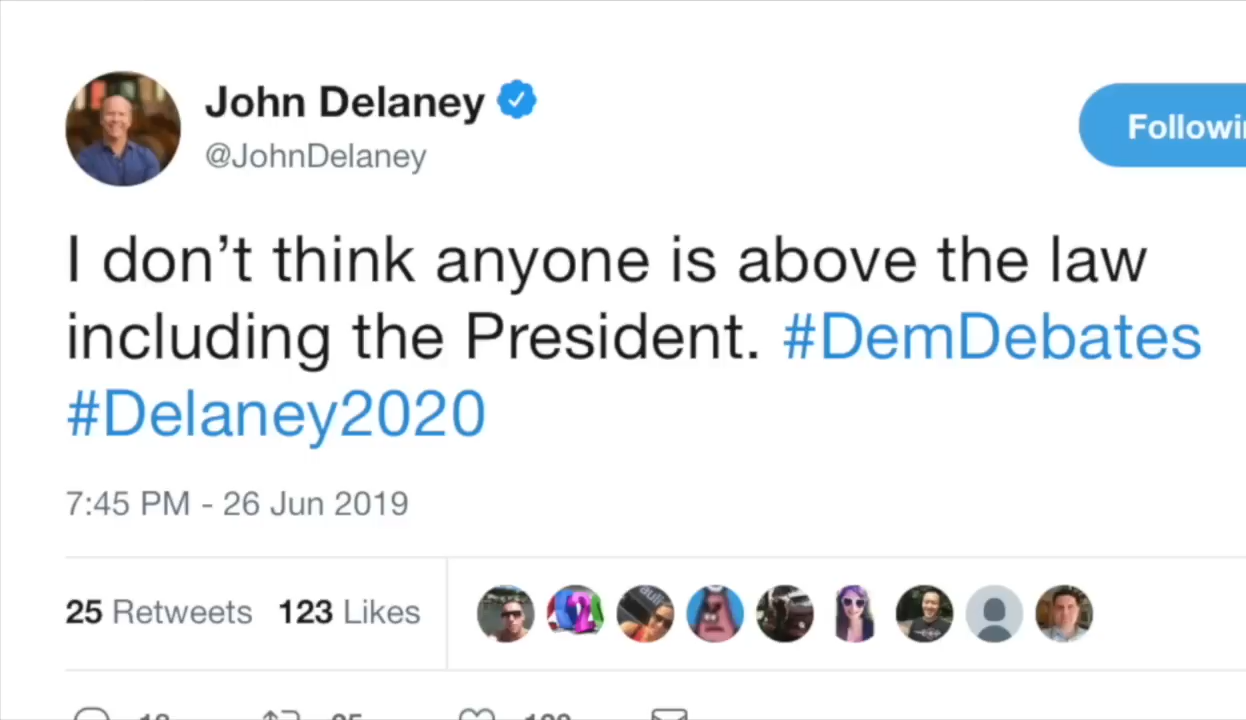 John Delaney
@JohnDelaney
Followi
I don’t think anyone is above the law
including the President. #DemDebates
#Delaney2020
7:45 PM - 26 Jun 2019
25 Retweets 123 Likes